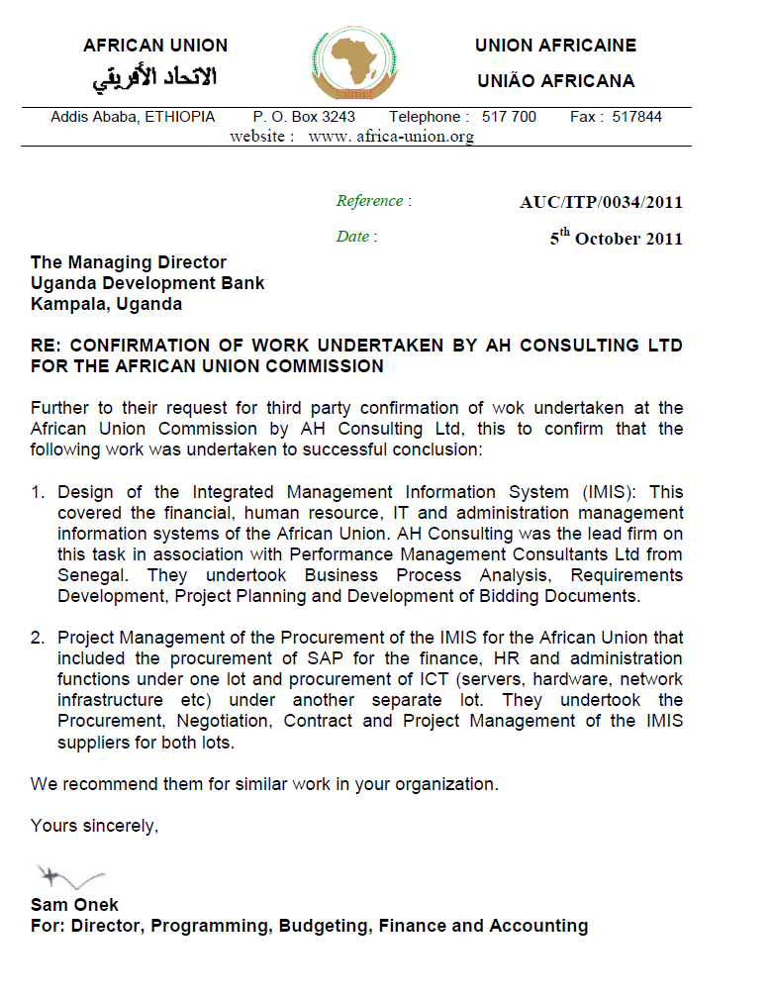 AFRICAN UNION
الاتحاد الأفريقي
UNION AFRICAINE
UNIÃO AFRICANA
Addis Ababa, ETHIOPIA P. O. Box 3243 Telephone : 517 700 Fax : 517844
website : www. africa-union.org
Reference : AUC/ITP/0034/2011
Date : 5th October 2011
The Managing Director
Uganda Development Bank
Kampala, Uganda
RE: CONFIRMATION OF WORK UNDERTAKEN BY AH CONSULTING LTD
FOR THE AFRICAN UNION COMMISSION
Further to their request for third party confirmation of wok undertaken at the
African Union Commission by AH Consulting Ltd, this to confirm that the
following work was undertaken to successful conclusion:
1. Design of the Integrated Management Information System (IMIS): This
covered the financial, human resource, IT and administration management
information systems of the African Union. AH Consulting was the lead firm on
this task in association with Performance Management Consultants Ltd from
Senegal. They undertook Business Process Analysis, Requirements
Development, Project Planning and Development of Bidding Documents.
2. Project Management of the Procurement of the IMIS for the African Union that
included the procurement of SAP for the finance, HR and administration
functions under one lot and procurement of ICT (servers, hardware, network
infrastructure etc) under another separate lot. They undertook the
Procurement, Negotiation, Contract and Project Management of the IMIS
suppliers for both lots.
We recommend them for similar work in your organization.
Yours sincerely,
Sam Onek
For: Director, Programming, Budgeting, Finance and Accounting